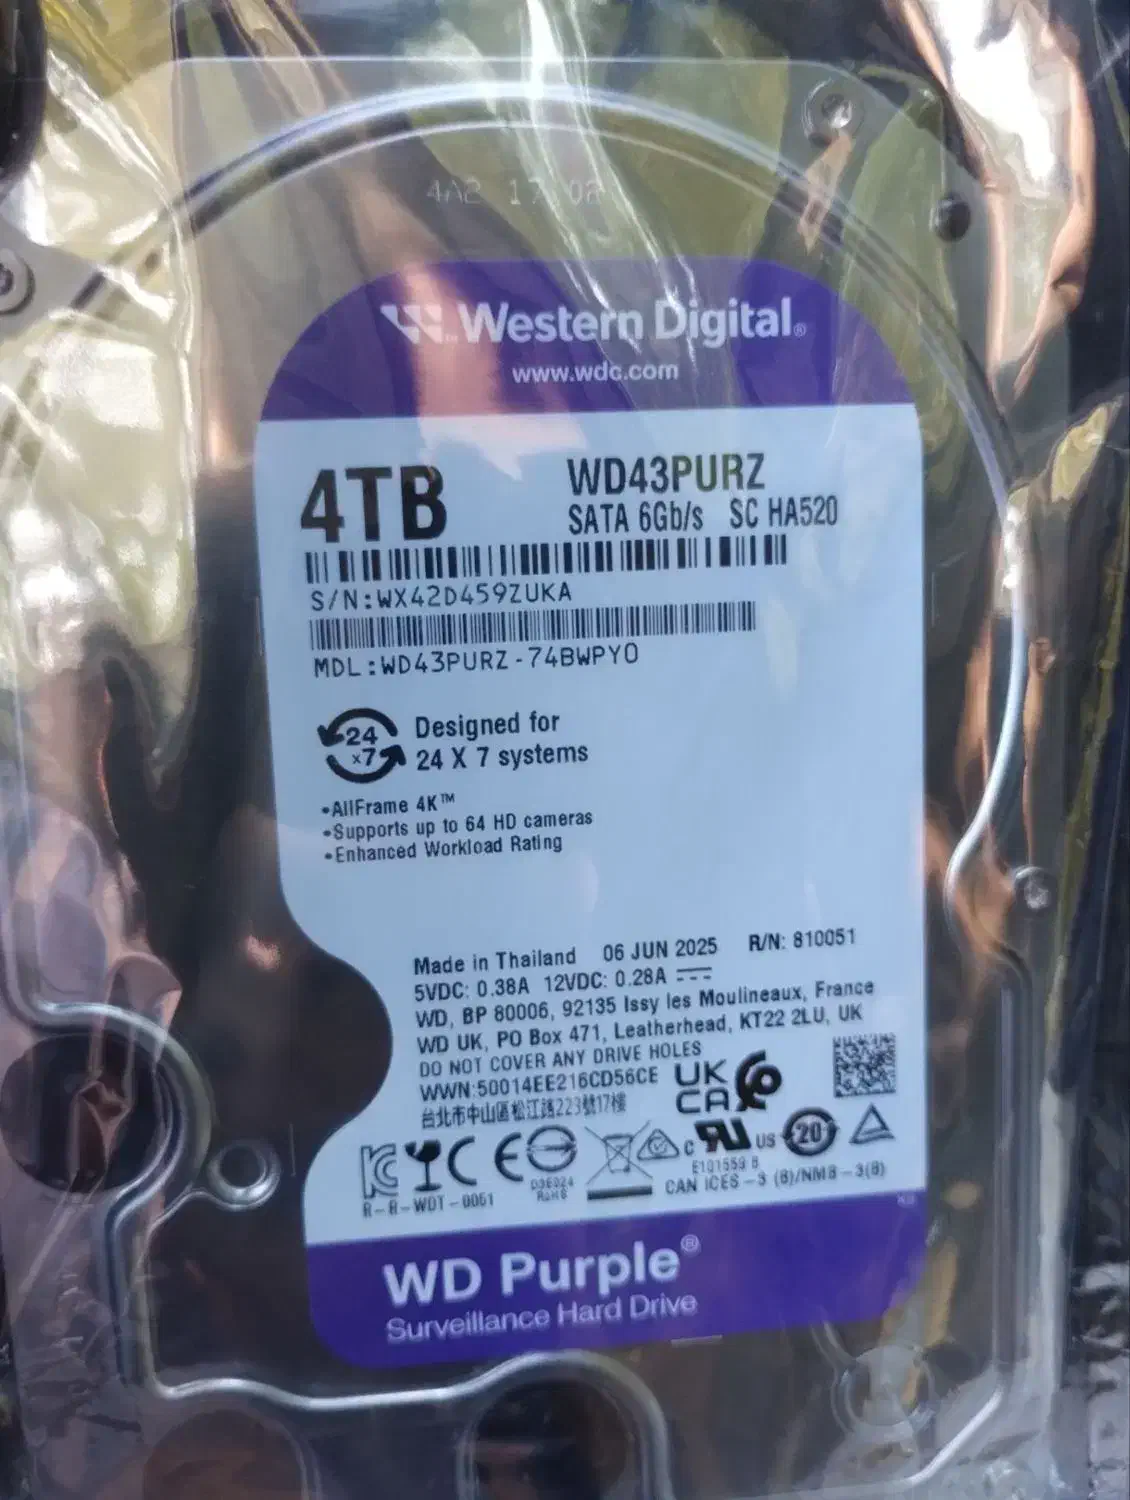 Western Digital®
www.wdc.com
4TB
WD43PURZ
SATA 6Gb/s SC HA520
S/N:WX42D459ZUKA
MDL:WD43PURZ-74BWPY0
24
x7
Designed for
24 X 7 systems
•AllFrame 4K™
•Supports up to 64 HD cameras
•Enhanced Workload Rating
Made in Thailand 06 JUN 2025 R/N: 810051
5VDC: 0.38A 12VDC: 0.28A
WD, BP 80006, 92135 Issy les Moulineaux, France
WD UK, PO Box 471, Leatherhead, KT22 2LU, UK
DO NOT COVER ANY DRIVE HOLES
WWN:50014EE216CD56CE
UK
CA
台北市中山區松江路223號17樓
US
20
E101559 B
D3E024
RoHS
R-R-WDT-0051
CAN ICES-3 (B)/NMB-3(B)
WD Purple®
Surveillance Hard Drive